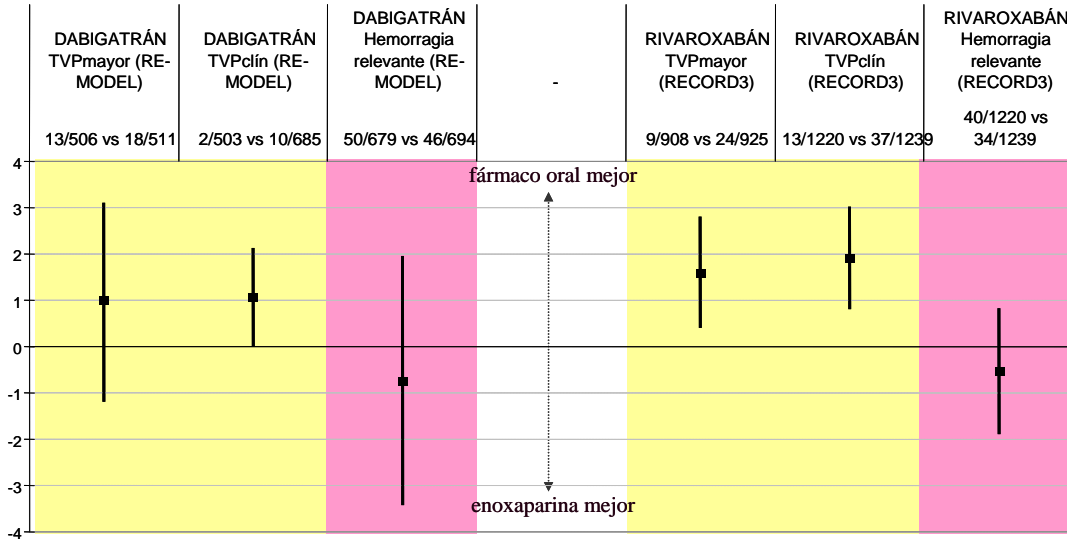 DABIGATRÁN
TVPmayor (RE-
MODEL)
13/506 vs 18/511
DABIGATRÁN
TVPclín (RE-
MODEL)
2/503 vs 10/685
DABIGATRÁN
Hemorragia
relevante (RE-
MODEL)
50/679 vs 46/694
-
RIVAROXABÁN
TVPmayor
(RECORD3)
9/908 vs 24/925
RIVAROXABÁN
TVPclín
(RECORD3)
13/1220 vs 37/1239
RIVAROXABÁN
Hemorragia
relevante
(RECORD3)
40/1220 vs
34/1239
4
3
2
1
0
-1
-2
-3
-4
fármaco oral mejor
enoxaparina mejor